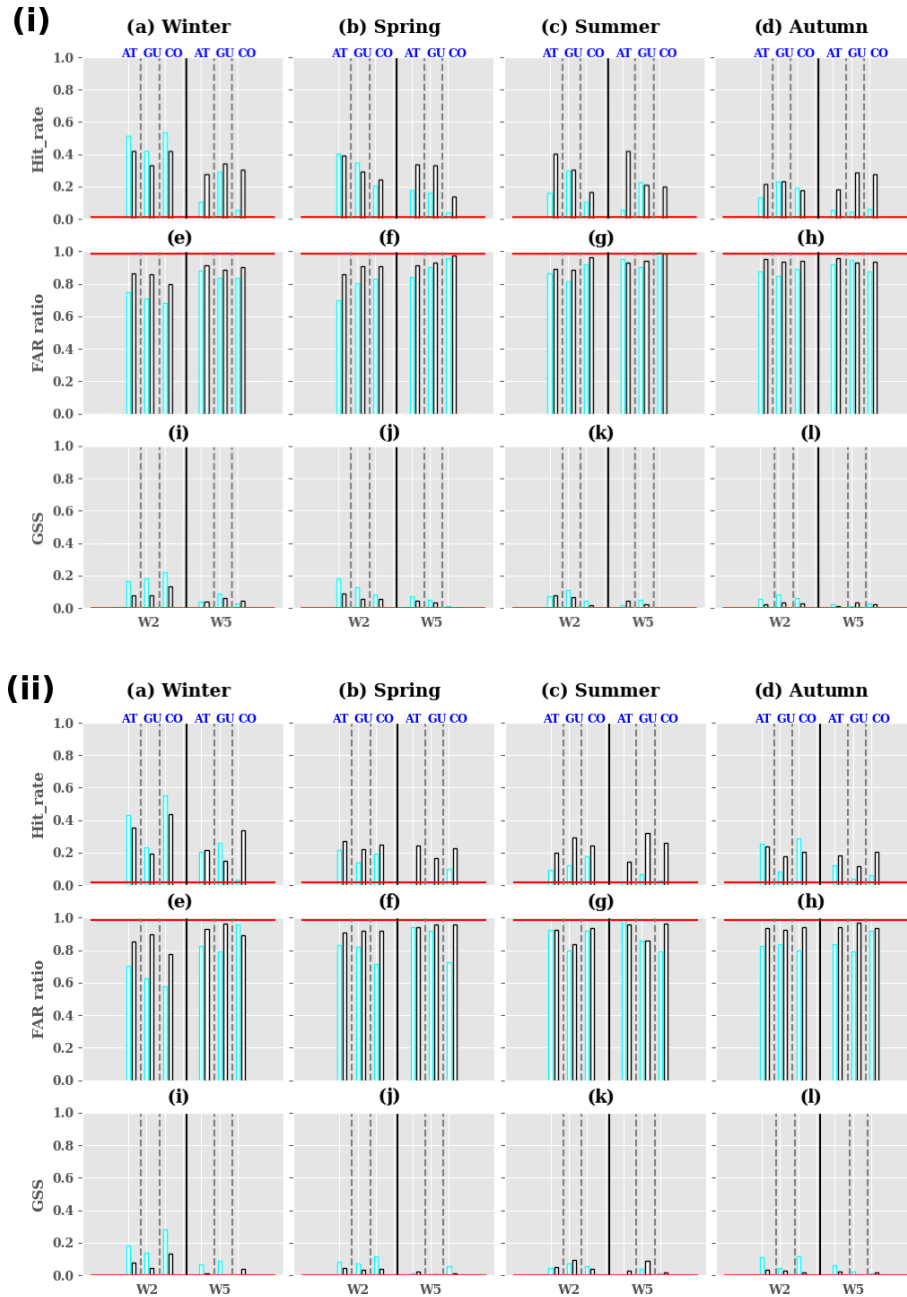 (i)
(a) Winter (b) Spring (c) Summer (d) Autumn
AT GU CO AT GU CO AT GU CO AT GU CO AT GU CO AT GU CO AT GU CO AT GU CO
1.0
0.8
0.6
0.4
0.2
0.0
Hit_rate
(e) (f) (g) (h)
1.0
0.8
0.6
0.4
0.2
0.0
FAR ratio
(i) (j) (k) (l)
1.0
0.8
0.6
0.4
0.2
0.0
GSS
W2 W5 W2 W5 W2 W5 W2 W5
(ii)
(a) Winter (b) Spring (c) Summer (d) Autumn
AT GU CO AT GU CO AT GU CO AT GU CO AT GU CO AT GU CO AT GU CO AT GU CO
1.0
0.8
0.6
0.4
0.2
0.0
Hit_rate
(e) (f) (g) (h)
1.0
0.8
0.6
0.4
0.2
0.0
FAR ratio
(i) (j) (k) (l)
1.0
0.8
0.6
0.4
0.2
0.0
GSS
W2 W5 W2 W5 W2 W5 W2 W5